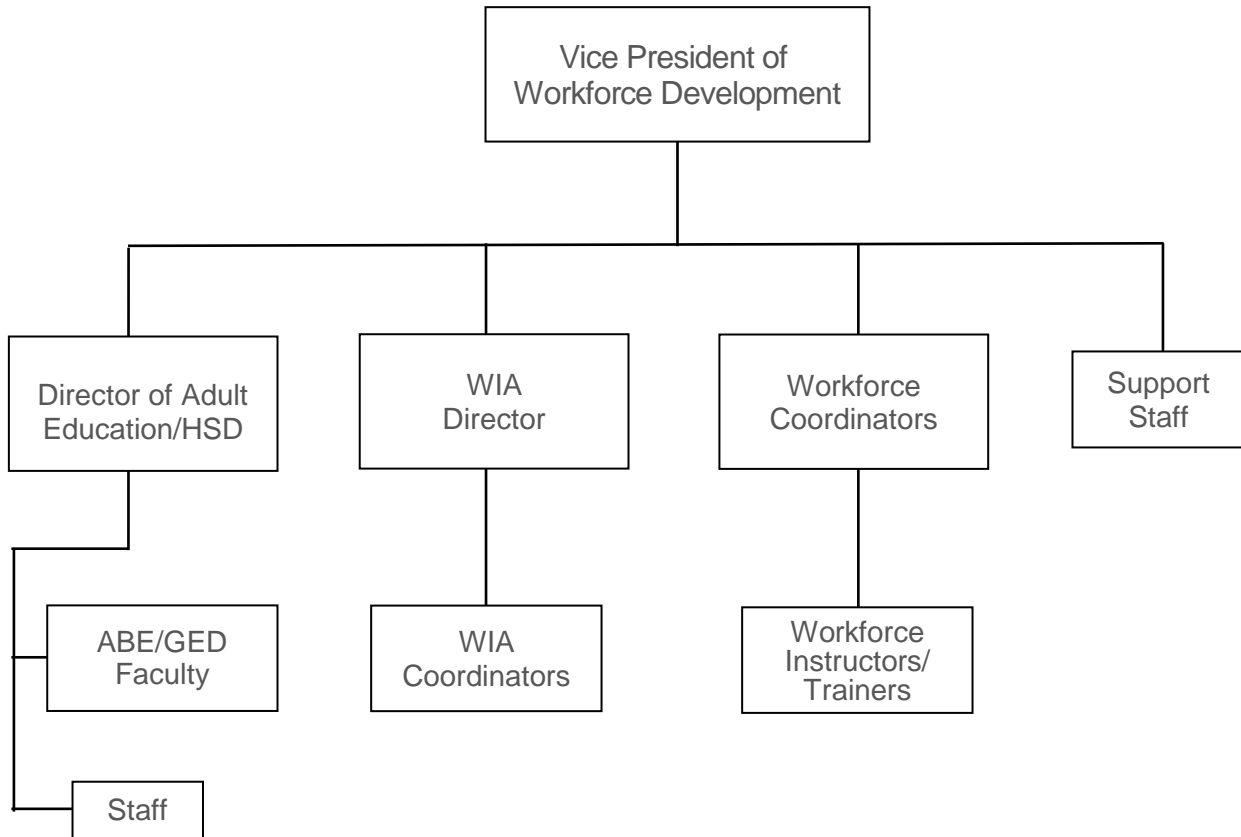 Vice President of
Workforce Development
Director of Adult
Education/HSD
WIA
Director
Workforce
Coordinators
Support
Staff
ABE/GED
Faculty
WIA
Coordinators
Workforce
Instructors/
Trainers
Staff